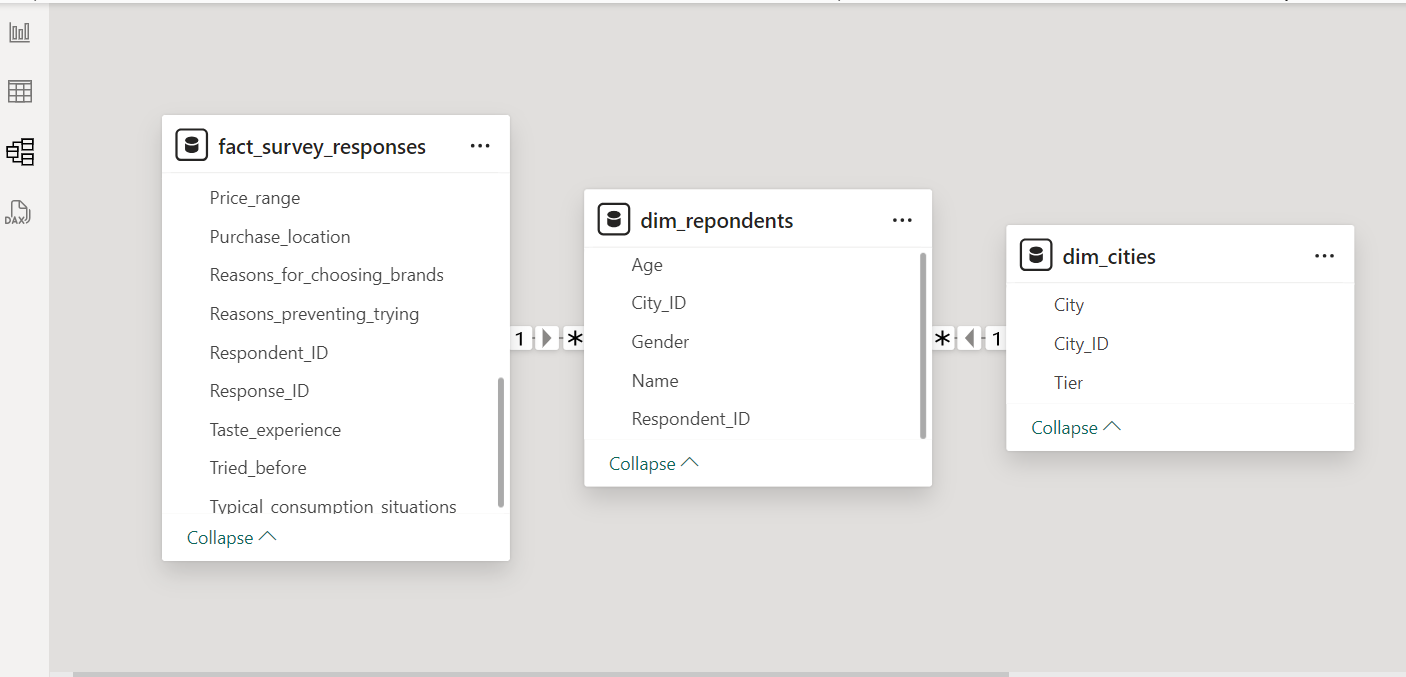 DAX
fact_survey_responses ...
Price_range
Purchase_location
Reasons_for_choosing_brands
Reasons_preventing_trying
Respondent_ID
Response_ID
Taste_experience
Tried_before
Typical_consumption_situations
Collapse
1 *
dim_repondents ...
Age
City_ID
Gender
Name
Respondent_ID
Collapse
* 1
dim_cities ...
City
City_ID
Tier
Collapse